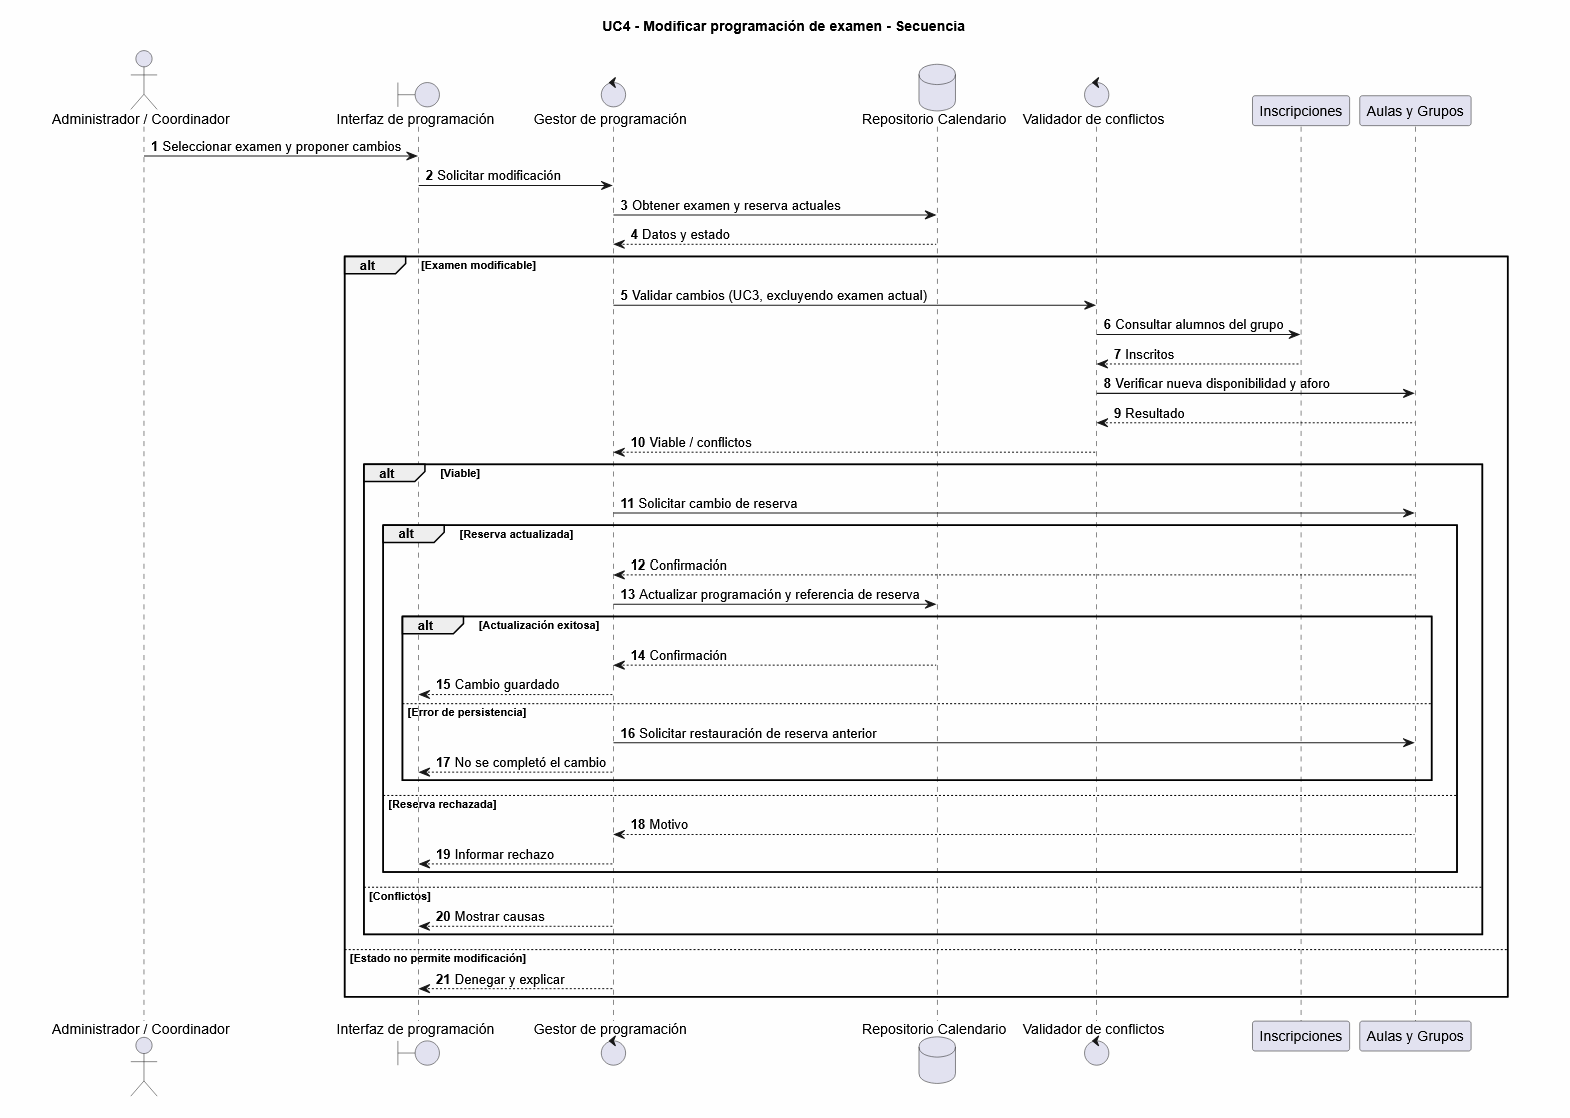 UC4 - Modificar programación de examen - Secuencia
Administrador / Coordinador
Interfaz de programación
Gestor de programación
Repositorio Calendario
Validador de conflictos
Inscripciones
Aulas y Grupos
1 Seleccionar examen y proponer cambios
2 Solicitar modificación
3 Obtener examen y reserva actuales
4 Datos y estado
alt [Examen modificable]
5 Validar cambios (UC3, excluyendo examen actual)
6 Consultar alumnos del grupo
7 Inscritos
8 Verificar nueva disponibilidad y aforo
9 Resultado
10 Viable / conflictos
alt [Viable]
11 Solicitar cambio de reserva
alt [Reserva actualizada]
12 Confirmación
13 Actualizar programación y referencia de reserva
alt [Actualización exitosa]
14 Confirmación
15 Cambio guardado
[Error de persistencia]
16 Solicitar restauración de reserva anterior
17 No se completó el cambio
[Reserva rechazada]
18 Motivo
19 Informar rechazo
[Conflictos]
20 Mostrar causas
[Estado no permite modificación]
21 Denegar y explicar
Administrador / Coordinador
Interfaz de programación
Gestor de programación
Repositorio Calendario
Validador de conflictos
Inscripciones
Aulas y Grupos